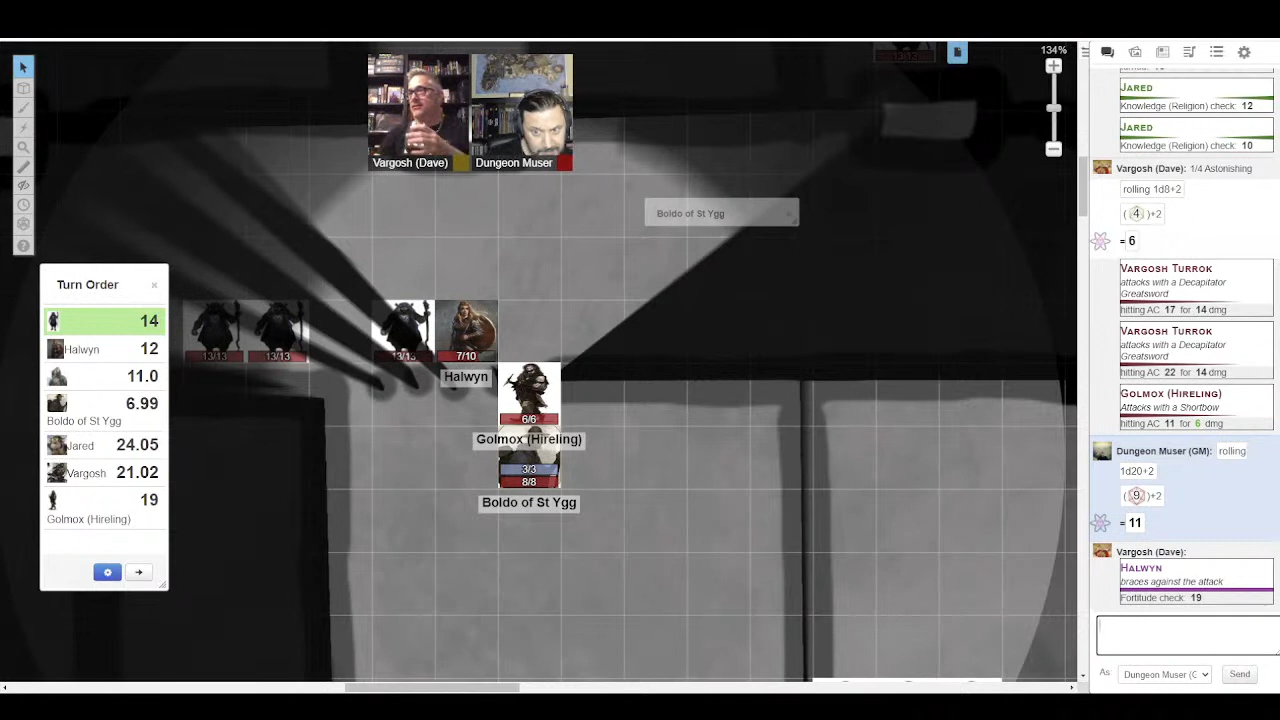 13/13
134%
Vargosh (Dave)
Dungeon Muser
Boldo of St Ygg
×
Turn Order
×
14
Halwyn
12
11.0
6.99
Boldo of St Ygg
Jared
24.05
Vargosh
21.02
19
Golmox (Hireling)
13/13
13/13
13/13
7/10
Halwyn
6/6
Golmox (Hireling)
3/3
8/8
Boldo of St Ygg
JARED
Knowledge (Religion) check: 12
JARED
Knowledge (Religion) check: 10
Vargosh (Dave): 1/4 Astonishing
rolling 1d8+2
(4)+2
= 6
VARGOSH TURROK
attacks with a Decapitator
Greatsword
hitting AC 17 for 14 dmg
VARGOSH TURROK
attacks with a Decapitator
Greatsword
hitting AC 22 for 14 dmg
GOLMOX (HIRELING)
Attacks with a Shortbow
hitting AC 11 for 6 dmg
Dungeon Muser (GM): rolling
1d20+2
(9)+2
= 11
Vargosh (Dave):
HALWYN
braces against the attack
Fortitude check: 19
As:
Dungeon Muser (G
Send